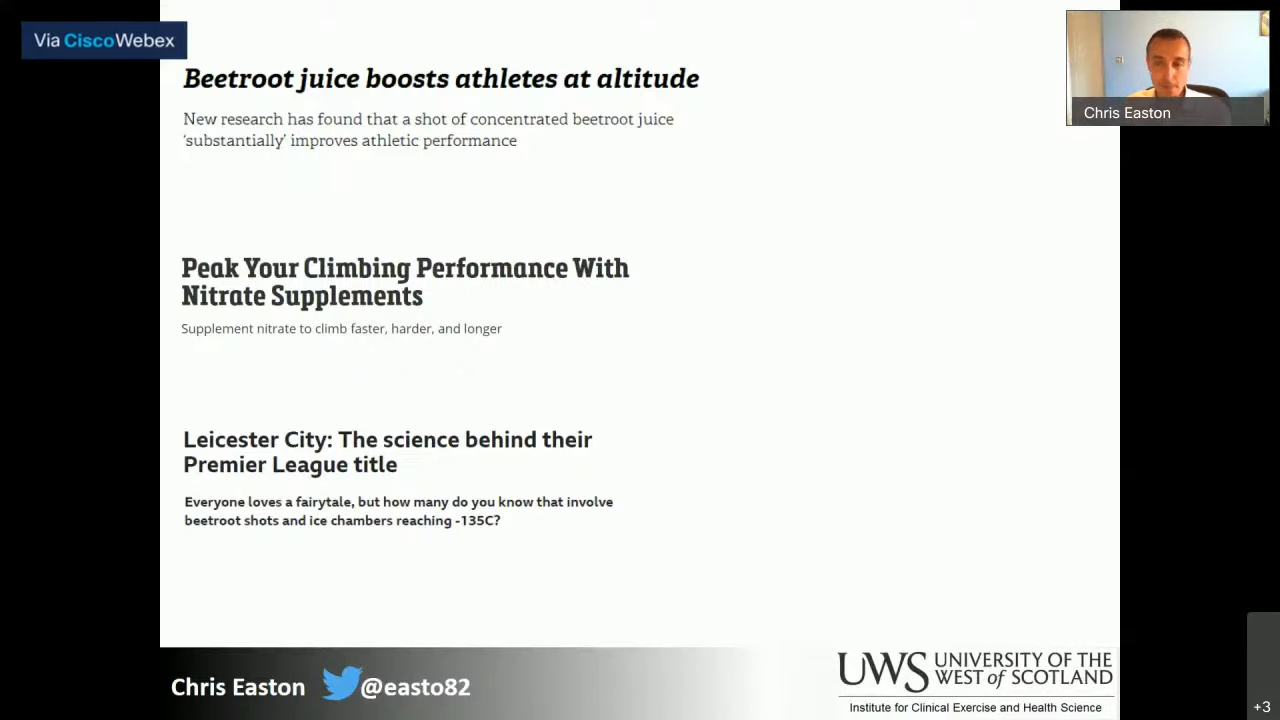 Via CiscoWebex
Chris Easton
Beetroot juice boosts athletes at altitude
New research has found that a shot of concentrated beetroot juice
‘substantially’ improves athletic performance
Peak Your Climbing Performance With
Nitrate Supplements
Supplement nitrate to climb faster, harder, and longer
Leicester City: The science behind their
Premier League title
Everyone loves a fairytale, but how many do you know that involve
beetroot shots and ice chambers reaching -135C?
Chris Easton @easto82
UWS UNIVERSITY OF THE
WEST of SCOTLAND
Institute for Clinical Exercise and Health Science
+3